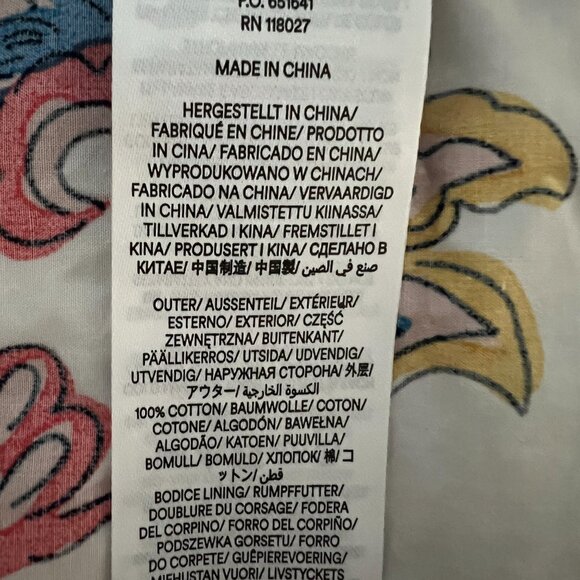 P.O. 651641
RN 118027
MADE IN CHINA
HERGESTELLT IN CHINA/
FABRIQUÉ EN CHINE/ PRODOTTO
IN CINA/ FABRICADO EN CHINA/
WYPRODUKOWANO W CHINACH/
FABRICADO NA CHINA/ VERVAARDIGD
IN CHINA/ VALMISTETTU KIINASSA/
TILLVERKAD I KINA/ FREMSTILLET I
KINA/ PRODUSERT I KINA/ СДЕЛАНО В
КИТАЕ/ 中国制造/ 中国製/ صنع في الصين/
OUTER/ AUSSENTEIL/ EXTÉRIEUR/
ESTERNO/ EXTERIOR/ CZĘŚĆ
ZEWNĘTRZNA/ BUITENKANT/
PÄÄLLIKERROS/ UTSIDA/ UDVENDIG/
UTVENDIG/ НАРУЖНАЯ СТОРОНА/ 外层/
アウター/ الكسوة الخارجية/
100% COTTON/ BAUMWOLLE/ COTON/
COTONE/ ALGODÓN/ BAWEŁNA/
ALGODÃO/ KATOEN/ PUUVILLA/
BOMULL/ BOMULD/ ХЛОПОК/ 棉/ コ
ットン/ قطن/
BODICE LINING/ RUMPFFUTTER/
DOUBLURE DU CORSAGE/ FODERA
DEL CORPINO/ FORRO DEL CORPIÑO/
PODSZEWKA GORSETU/ FORRO
DO CORPETE/ GUÊPIEREVOERING/
MIEHUSTAN VUORI/ LIVSTYCKETS